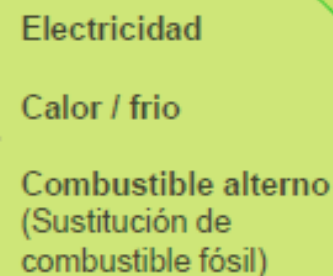 Electricidad
Calor / frio
Combustible alterno
(Sustitución de
combustible fósil)